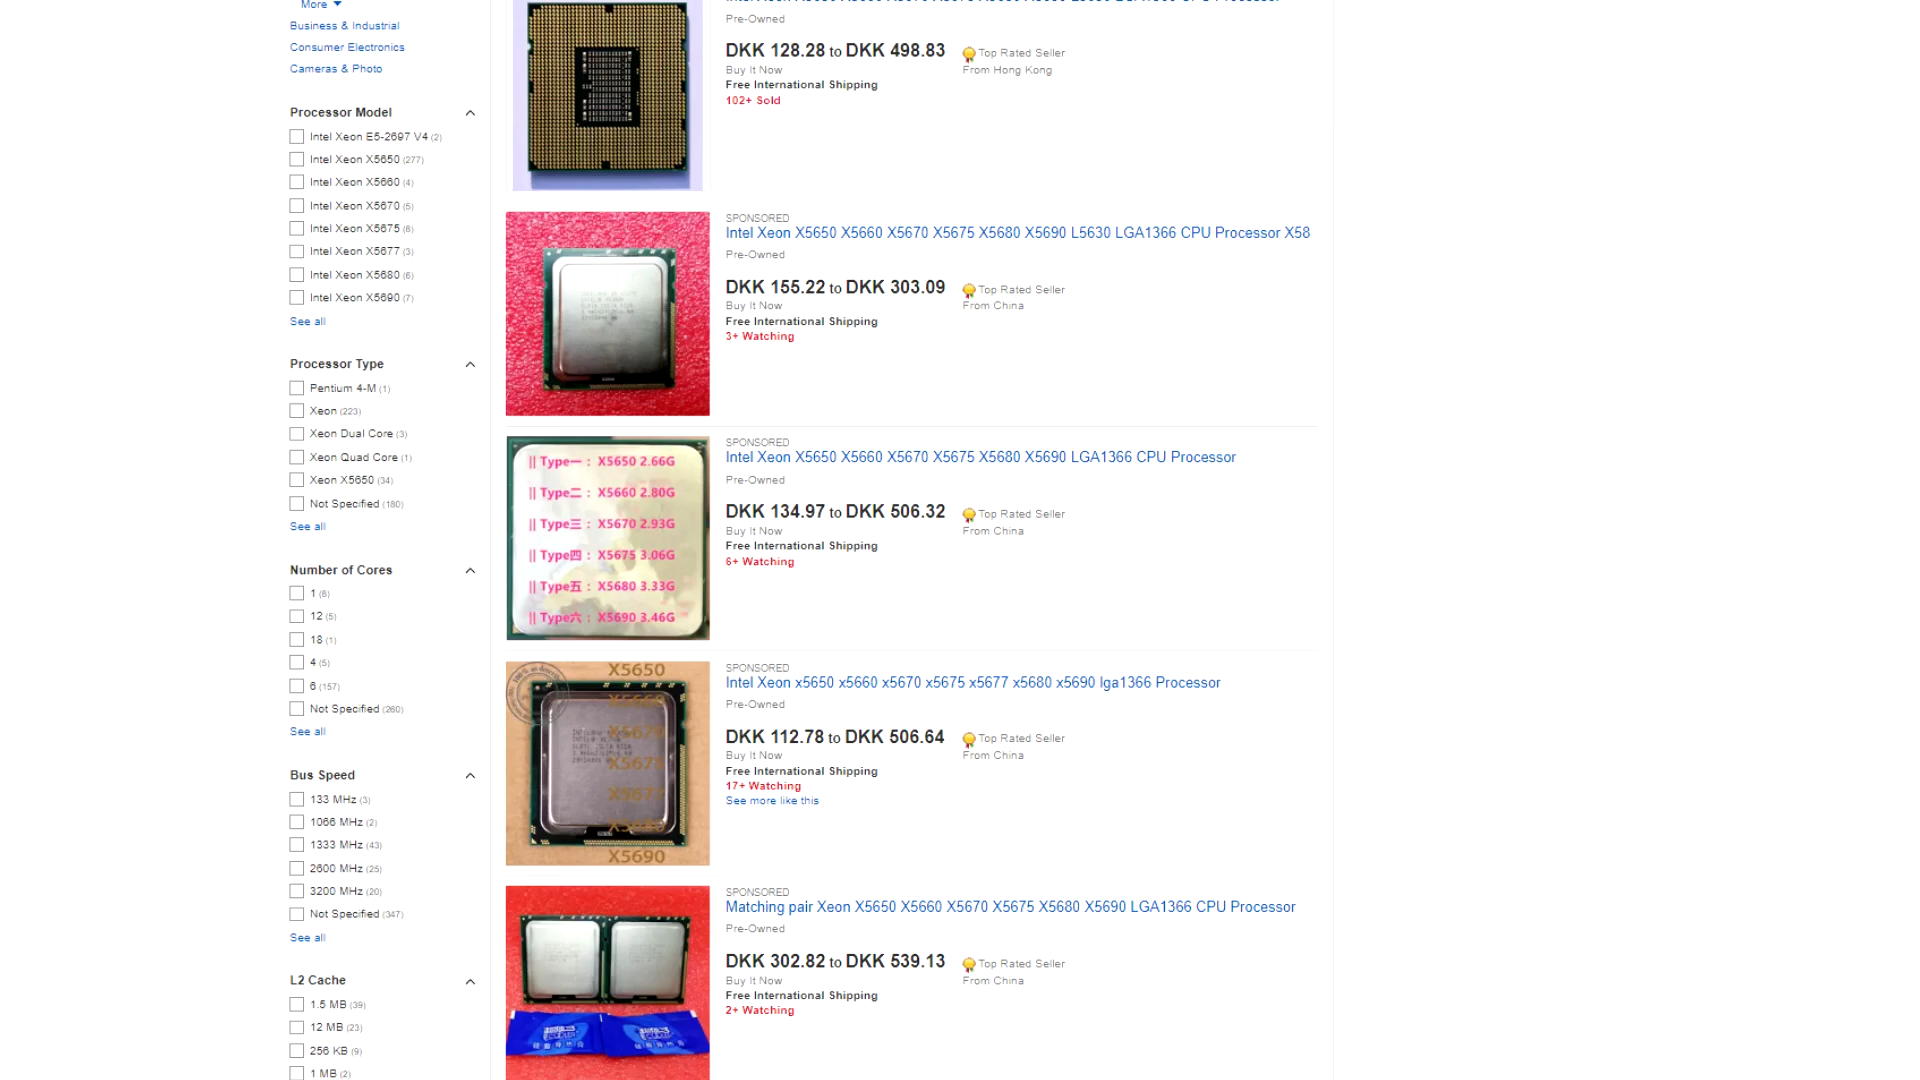 More
Business & Industrial
Consumer Electronics
Cameras & Photo
Processor Model
Intel Xeon E5-2697 V4 (2)
Intel Xeon X5650 (277)
Intel Xeon X5660 (4)
Intel Xeon X5670 (5)
Intel Xeon X5675 (6)
Intel Xeon X5677 (3)
Intel Xeon X5680 (6)
Intel Xeon X5690 (7)
See all
Processor Type
Pentium 4-M (1)
Xeon (223)
Xeon Dual Core (3)
Xeon Quad Core (1)
Xeon X5650 (34)
Not Specified (180)
See all
Number of Cores
1 (6)
12 (5)
18 (1)
4 (5)
6 (157)
Not Specified (260)
See all
Bus Speed
133 MHz (3)
1066 MHz (2)
1333 MHz (43)
2600 MHz (25)
3200 MHz (20)
Not Specified (347)
See all
L2 Cache
1.5 MB (39)
12 MB (23)
256 KB (9)
1 MB (2)
Pre-Owned
DKK 128.28 to DKK 498.83
Top Rated Seller
Buy It Now
From Hong Kong
Free International Shipping
102+ Sold
SPONSORED
Intel Xeon X5650 X5660 X5670 X5675 X5680 X5690 L5630 LGA1366 CPU Processor X58
Pre-Owned
DKK 155.22 to DKK 303.09
Top Rated Seller
Buy It Now
From China
Free International Shipping
3+ Watching
|| Type一 : X5650 2.66G
|| Type二 : X5660 2.80G
|| Type三 : X5670 2.93G
|| Type四 : X5675 3.06G
|| Type五 : X5680 3.33G
|| Type六 : X5690 3.46G
SPONSORED
Intel Xeon X5650 X5660 X5670 X5675 X5680 X5690 LGA1366 CPU Processor
Pre-Owned
DKK 134.97 to DKK 506.32
Top Rated Seller
Buy It Now
From China
Free International Shipping
6+ Watching
X5650
X5660
X5670
X5675
X5677
X5680
X5690
SPONSORED
Intel Xeon x5650 x5660 x5670 x5675 x5677 x5680 x5690 lga1366 Processor
Pre-Owned
DKK 112.78 to DKK 506.64
Top Rated Seller
Buy It Now
From China
Free International Shipping
17+ Watching
See more like this
SPONSORED
Matching pair Xeon X5650 X5660 X5670 X5675 X5680 X5690 LGA1366 CPU Processor
Pre-Owned
DKK 302.82 to DKK 539.13
Top Rated Seller
Buy It Now
From China
Free International Shipping
2+ Watching